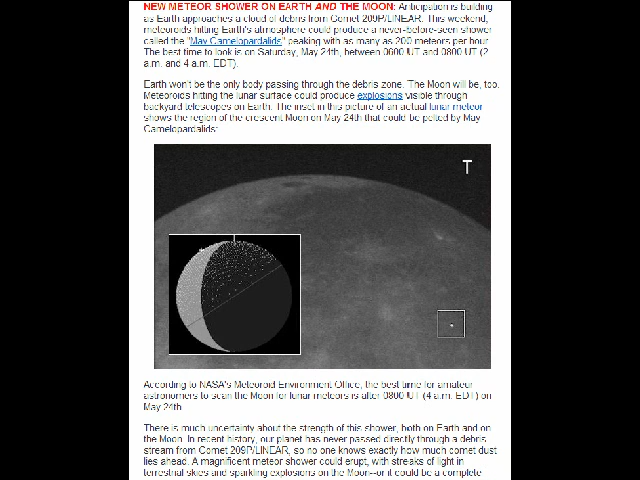 NEW METEOR SHOWER ON EARTH AND THE MOON: Anticipation is building
as Earth approaches a cloud of debris from Comet 209P/LINEAR. This weekend,
meteoroids hitting Earth's atmosphere could produce a never-before-seen shower
called the "May Camelopardalids" peaking with as many as 200 meteors per hour.
The best time to look is on Saturday, May 24th, between 0600 UT and 0800 UT (2
a.m. and 4 a.m. EDT).
Earth won't be the only body passing through the debris zone. The Moon will be, too.
Meteoroids hitting the lunar surface could produce explosions visible through
backyard telescopes on Earth. The inset in this picture of an actual lunar meteor
shows the region of the crescent Moon on May 24th that could be pelted by May
Camelopardalids:
T
According to NASA's Meteoroid Environment Office, the best time for amateur
astronomers to scan the Moon for lunar meteors is after 0800 UT (4 a.m. EDT) on
May 24th.
There is much uncertainty about the strength of this shower, both on Earth and on
the Moon. In recent history, our planet has never passed directly through a debris
stream from Comet 209P/LINEAR, so no one knows exactly how much comet dust
lies ahead. A magnificent meteor shower could erupt, with streaks of light in
terrestrial skies and sparkling explosions on the Moon--or it could be a complete